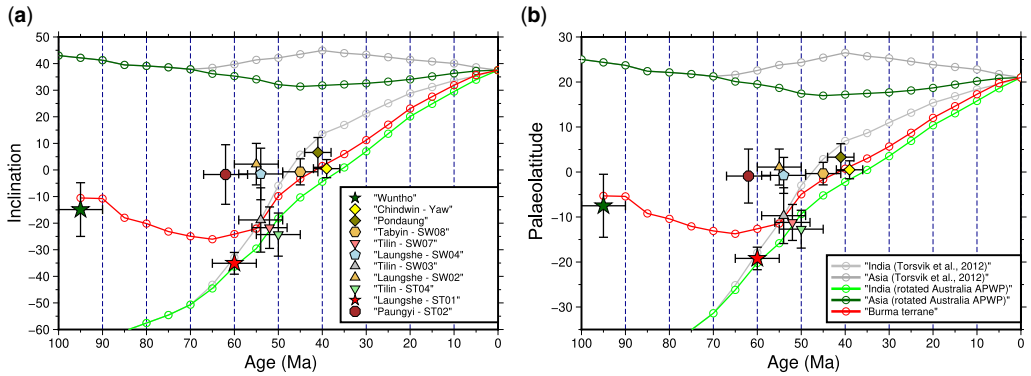 (a)
Inclination
50
40
30
20
10
0
−10
−20
−30
−40
−50
−60
100 90 80 70 60 50 40 30 20 10 0
Age (Ma)
"Wuntho"
"Chindwin - Yaw"
"Pondaung"
"Tabyin - SW08"
"Tilin - SW07"
"Laungshe - SW04"
"Tilin - SW03"
"Laungshe - SW02"
"Tilin - ST04"
"Laungshe - ST01"
"Paungyi - ST02"
(b)
Palaeolatitude
30
20
10
0
−10
−20
−30
100 90 80 70 60 50 40 30 20 10 0
Age (Ma)
"India (Torsvik et al., 2012)"
"Asia (Torsvik et al., 2012)"
"India (rotated Australia APWP)"
"Asia (rotated Australia APWP)"
"Burma terrane"